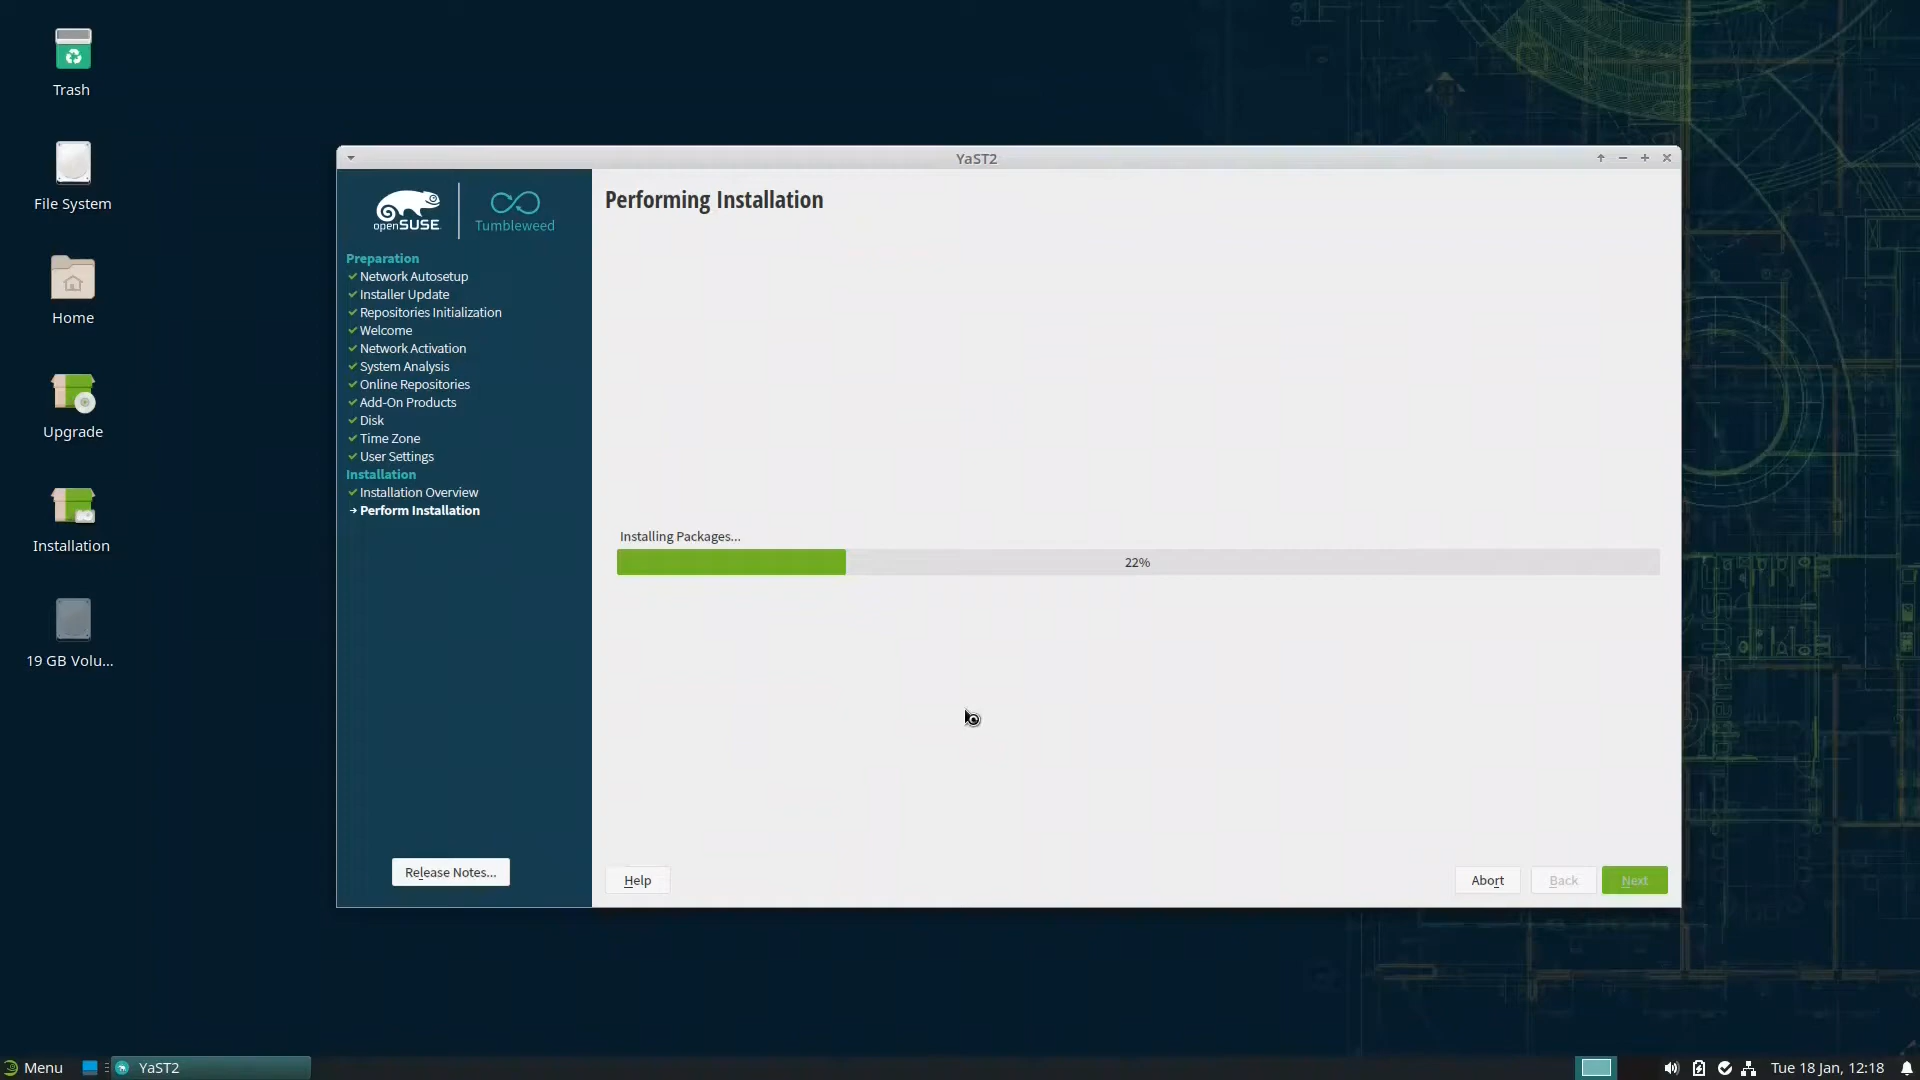 Trash
File System
Home
Upgrade
Installation
19 GB Volu...
YaST2
openSUSE
Tumbleweed
Preparation
Network Autosetup
Installer Update
Repositories Initialization
Welcome
Network Activation
System Analysis
Online Repositories
Add-On Products
Disk
Time Zone
User Settings
Installation
Installation Overview
Perform Installation
Release Notes...
Performing Installation
Installing Packages...
22%
Help
Abort
Back
Next
openSUSE
Menu
YaST2
Tue 18 Jan, 12:18